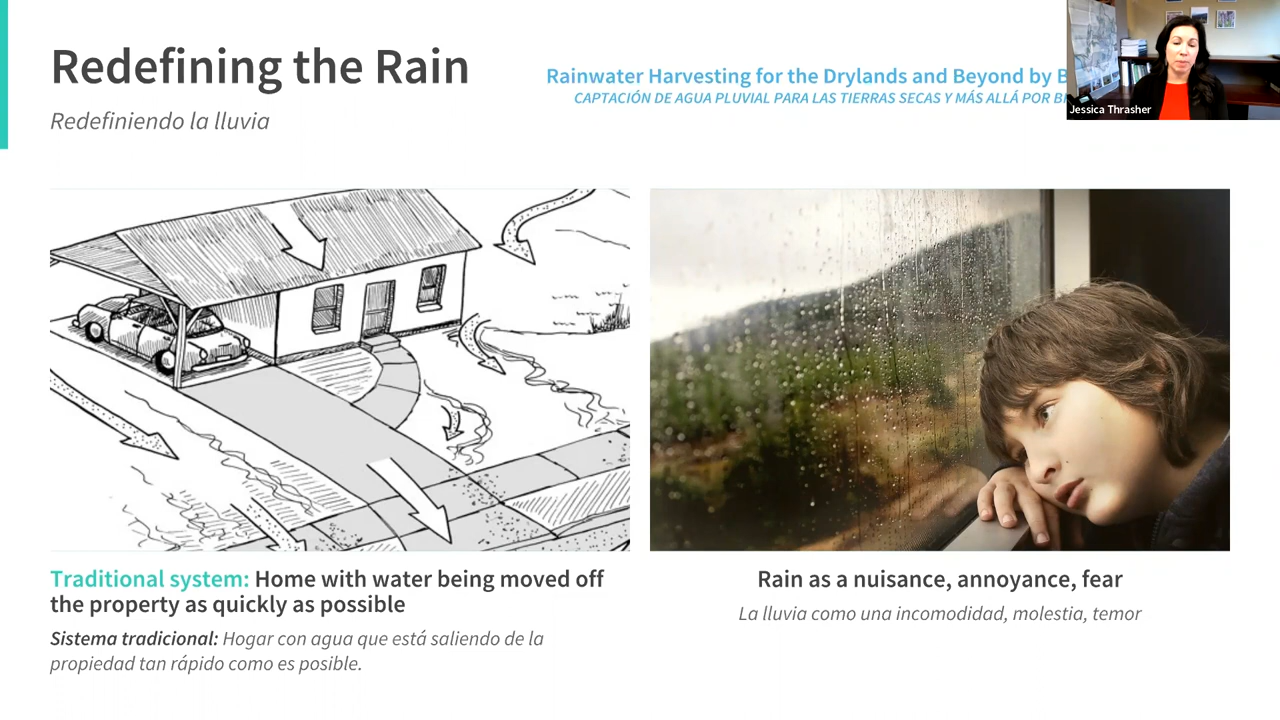 Redefining the Rain
Redefiniendo la lluvia
Rainwater Harvesting for the Drylands and Beyond by
CAPTACIÓN DE AGUA PLUVIAL PARA LAS TIERRAS SECAS Y MÁS ALLÁ POR
Jessica Thrasher
Traditional system: Home with water being moved off
the property as quickly as possible
Sistema tradicional: Hogar con agua que está saliendo de la
propiedad tan rápido como es posible.
Rain as a nuisance, annoyance, fear
La lluvia como una incomodidad, molestia, temor